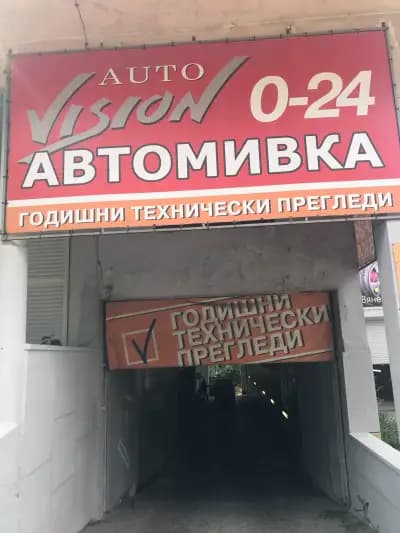 AUTO
VISION
0-24
АВТОМИВКА
ГОДИШНИ ТЕХНИЧЕСКИ ПРЕГЛЕДИ
ГОДИШНИ
ТЕХНИЧЕСКИ
ПРЕГЛЕДИ